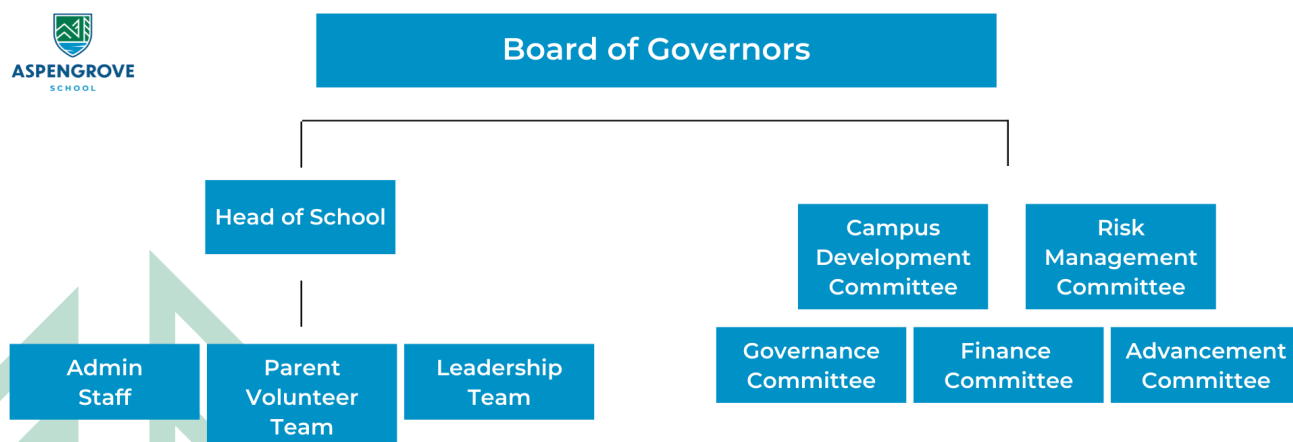 ASPENGROVE
SCHOOL
Board of Governors
Head of School
Campus
Development
Committee
Risk
Management
Committee
Admin
Staff
Parent
Volunteer
Team
Leadership
Team
Governance
Committee
Finance
Committee
Advancement
Committee